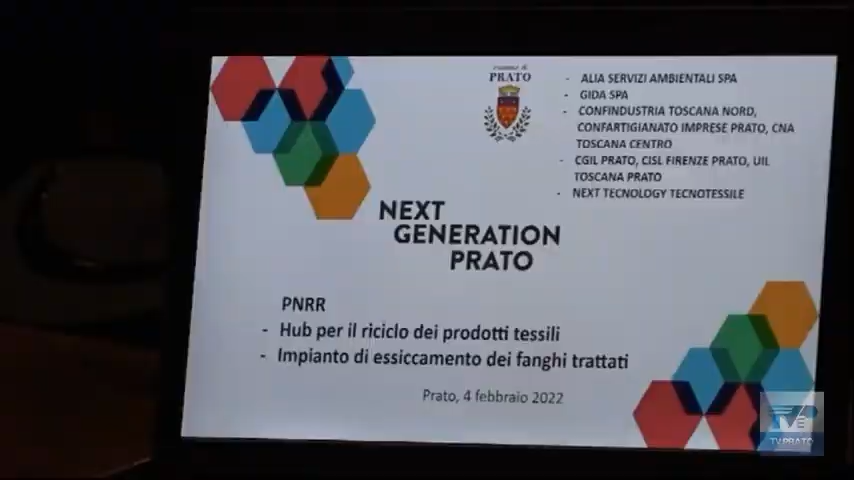 comune di
PRATO
- ALIA SERVIZI AMBIENTALI SPA
- GIDA SPA
- CONFINDUSTRIA TOSCANA NORD,
CONFARTIGIANATO IMPRESE PRATO, CNA
TOSCANA CENTRO
- CGIL PRATO, CISL FIRENZE PRATO, UIL
TOSCANA PRATO
- NEXT TECNOLOGY TECNOTESSILE
NEXT
GENERATION
PRATO
PNRR
- Hub per il riciclo dei prodotti tessili
- Impianto di essiccamento dei fanghi trattati
Prato, 4 febbraio 2022
TV PRATO